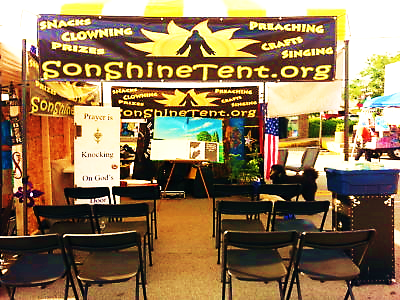 SNACKS
CLOWNING
PRIZES
PREACHING
CRAFTS
SINGING
SonShineTent.org
SNACKS
CLOWNING
PRIZES
PREACHING
CRAFTS
SINGING
SonShineTent.org
Prayer is
Knocking
On God's
Door